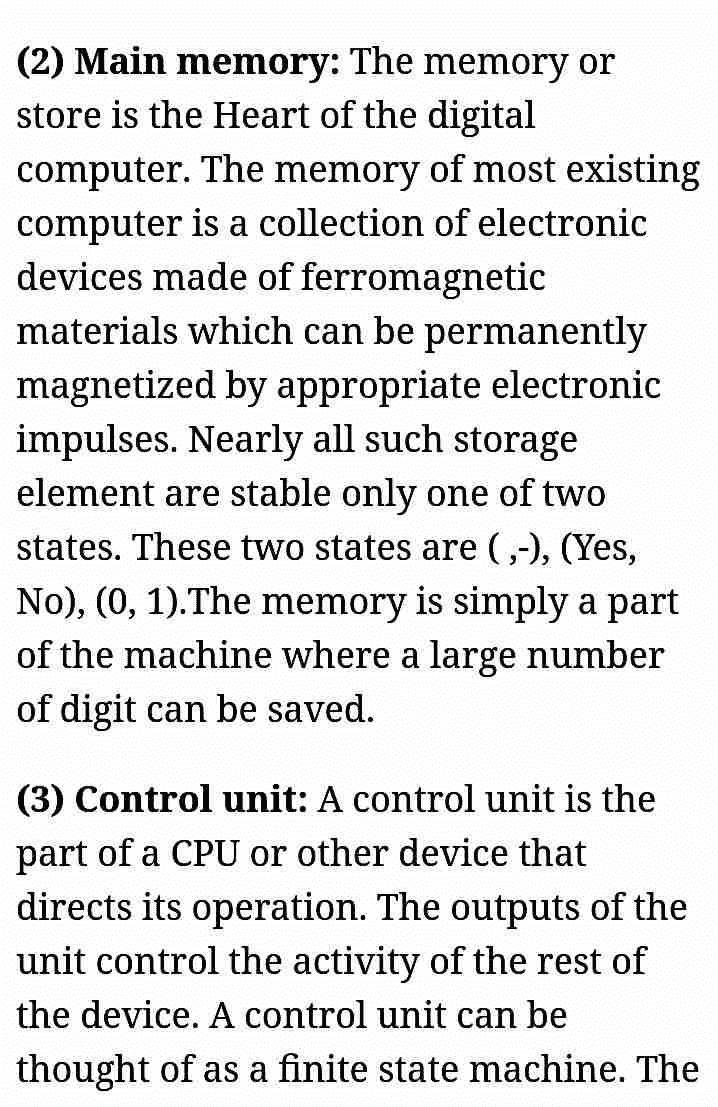 (2) Main memory: The memory or
store is the Heart of the digital
computer. The memory of most existing
computer is a collection of electronic
devices made of ferromagnetic
materials which can be permanently
magnetized by appropriate electronic
impulses. Nearly all such storage
element are stable only one of two
states. These two states are ( ,-), (Yes,
No), (0, 1).The memory is simply a part
of the machine where a large number
of digit can be saved.
(3) Control unit: A control unit is the
part of a CPU or other device that
directs its operation. The outputs of the
unit control the activity of the rest of
the device. A control unit can be
thought of as a finite state machine. The